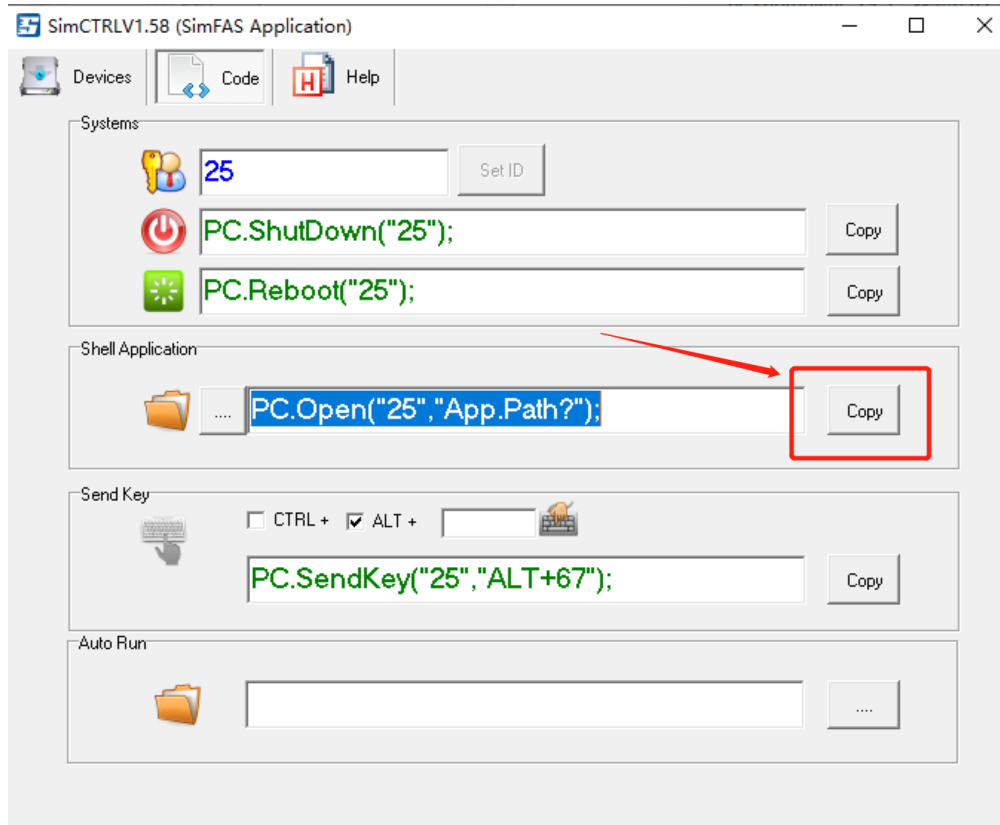 SimCTRLV1.58 (SimFAS Application)
Devices
Code
Help
Systems
25
Set ID
PC.ShutDown("25");
Copy
PC.Reboot("25");
Copy
Shell Application
....
PC.Open("25","App.Path?");
Copy
Send Key
CTRL + ALT +
PC.SendKey("25","ALT+67");
Copy
Auto Run
....